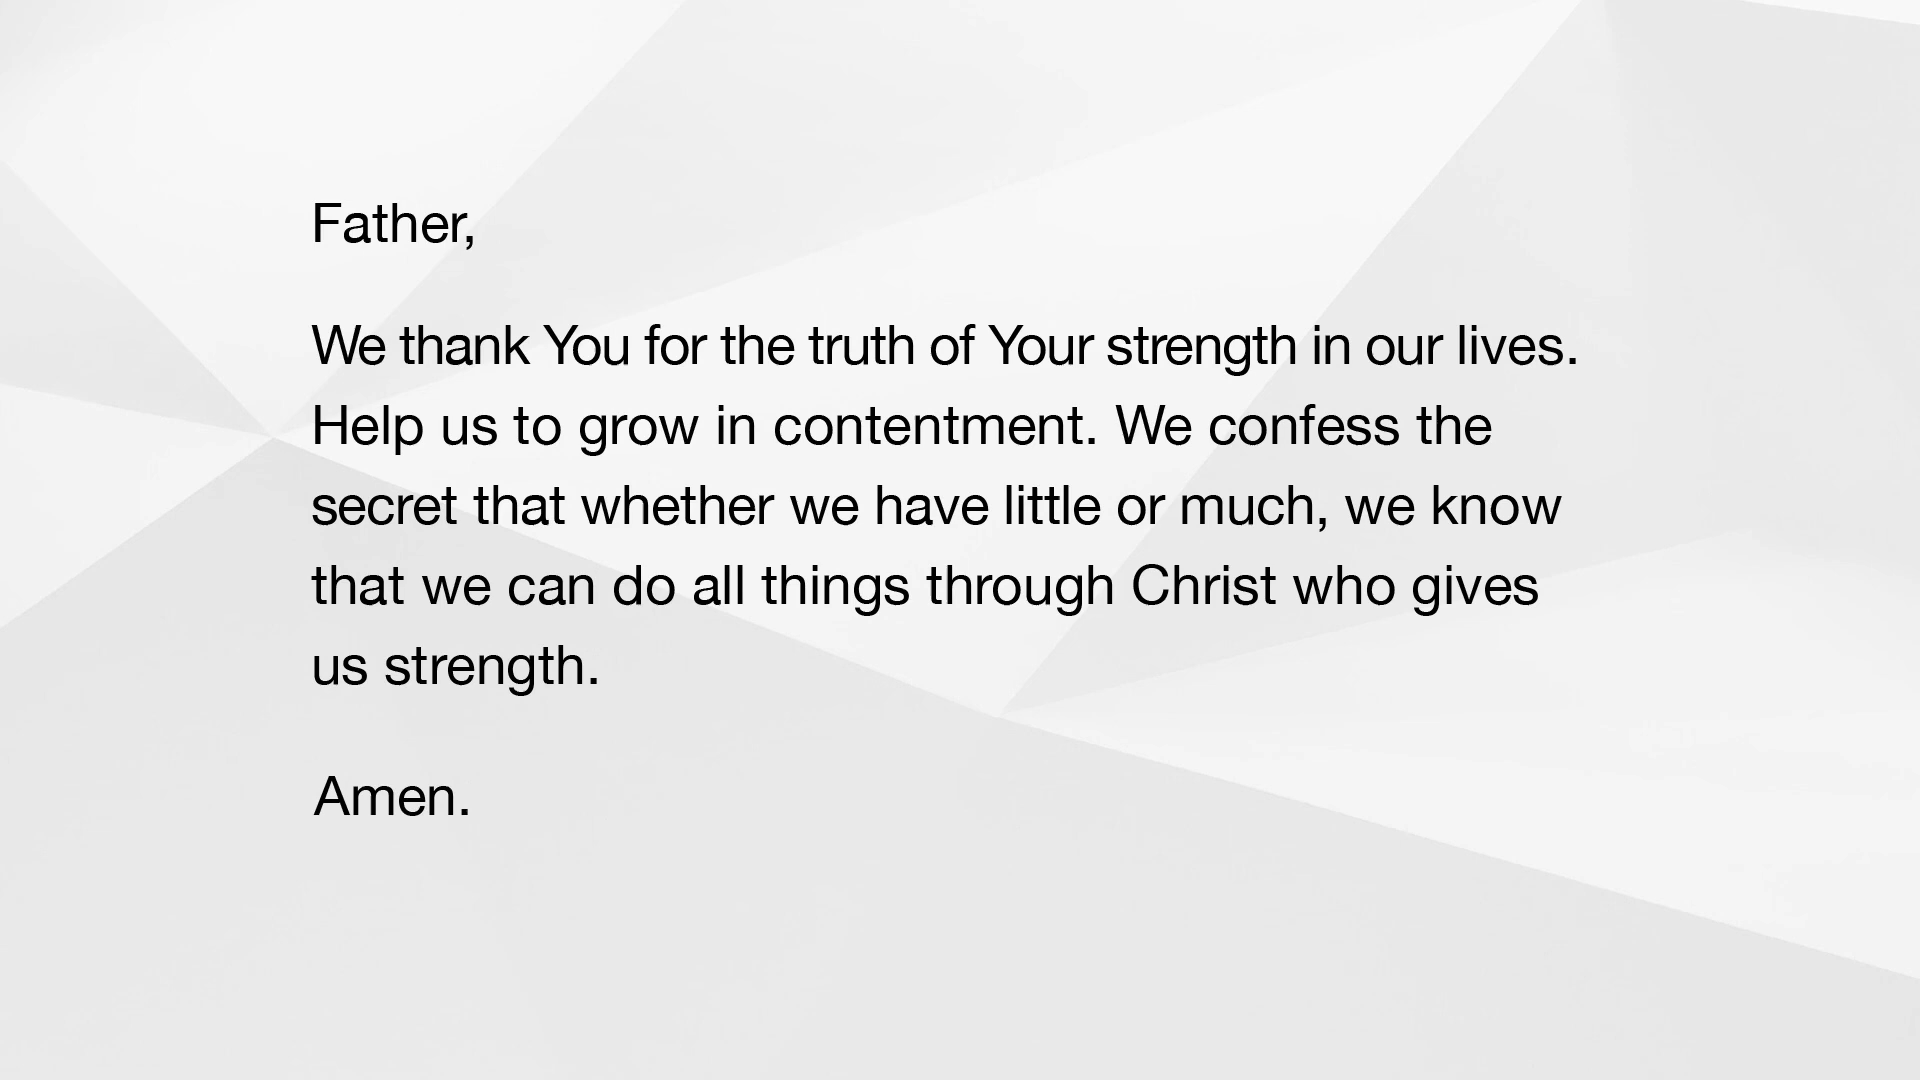 Father,
We thank You for the truth of Your strength in our lives.
Help us to grow in contentment. We confess the
secret that whether we have little or much, we know
that we can do all things through Christ who gives
us strength.
Amen.